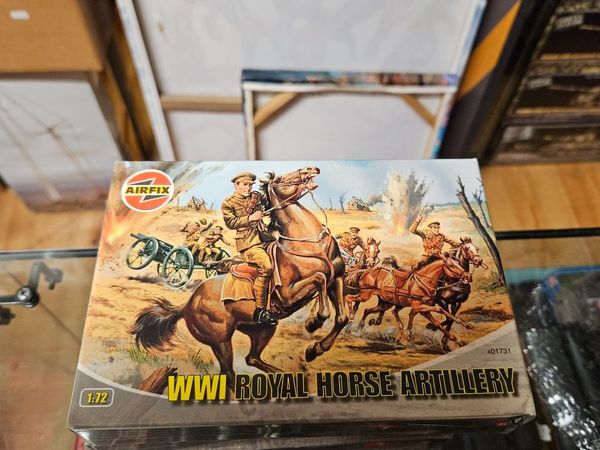 AIRFIX
A01731
WWI ROYAL HORSE ARTILLERY
1:72